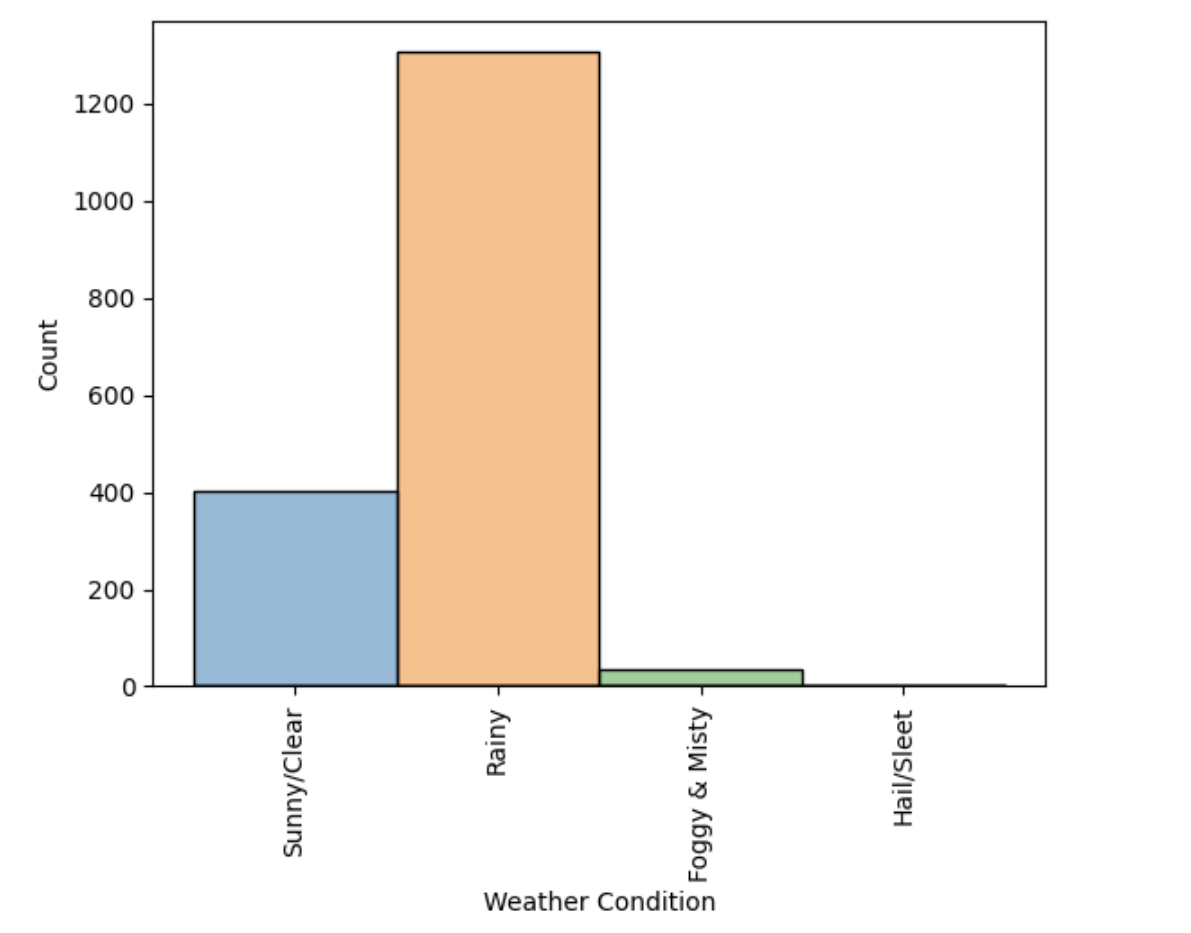 1200
1000
800
600
400
200
0
Count
Sunny/Clear
Rainy
Foggy & Misty
Hail/Sleet
Weather Condition